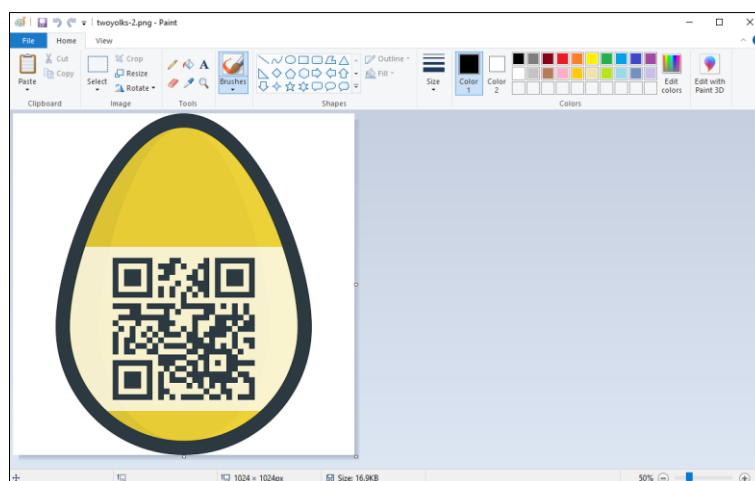 twoyolks-2.png - Paint
File Home View
Paste Cut Copy Clipboard
Select Crop Resize Rotate Image
A Tools
Brushes
Outline Fill Shapes
Size
Color 1 Color 2 Edit colors Colors
Edit with Paint 3D
1024 × 1024px Size: 16.9KB 50%